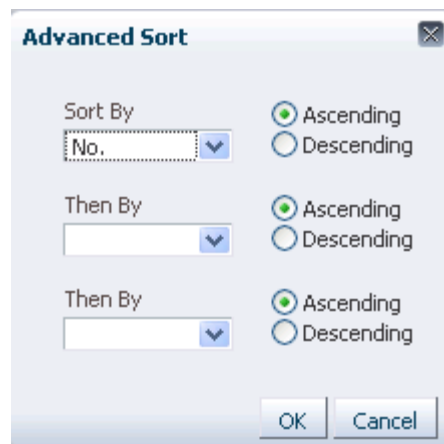 Advanced Sort
Sort By
Ascending
No.
Descending
Then By
Ascending
Descending
Then By
Ascending
Descending
OK Cancel